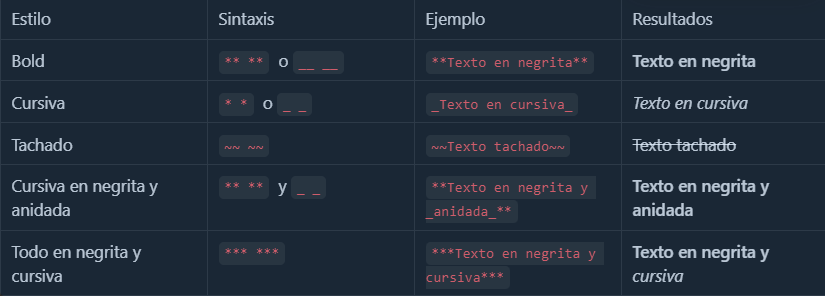 Estilo Sintaxis Ejemplo Resultados
Bold ** ** o __ __ **Texto en negrita** Texto en negrita
Cursiva * * o _ _ _Texto en cursiva_ Texto en cursiva
Tachado ~~ ~~ ~~Texto tachado~~ Texto tachado
Cursiva en negrita y ** ** y _ _ **Texto en negrita y Texto en negrita y
anidada _anidada_** anidada
Todo en negrita y *** *** ***Texto en negrita y Texto en negrita y
cursiva cursiva*** cursiva